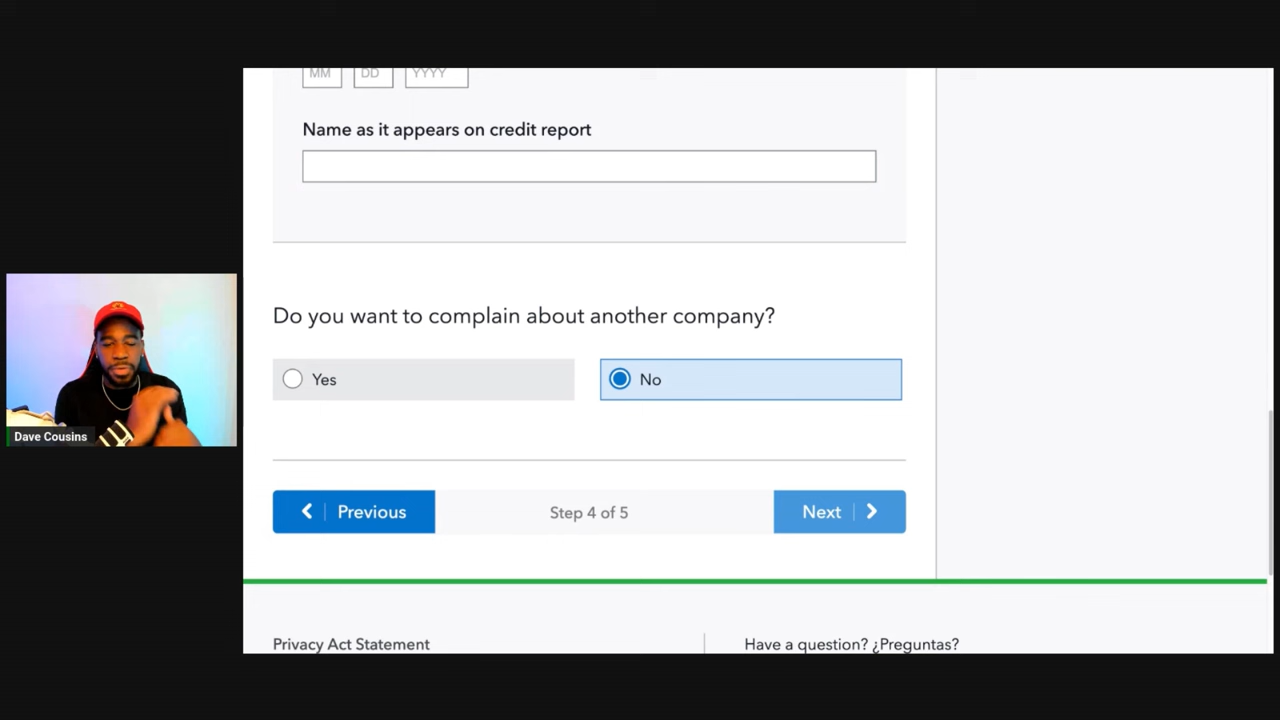 MM DD YYYY
Name as it appears on credit report
Do you want to complain about another company?
Yes No
Dave Cousins
Previous Step 4 of 5 Next
Privacy Act Statement Have a question? ¿Preguntas?